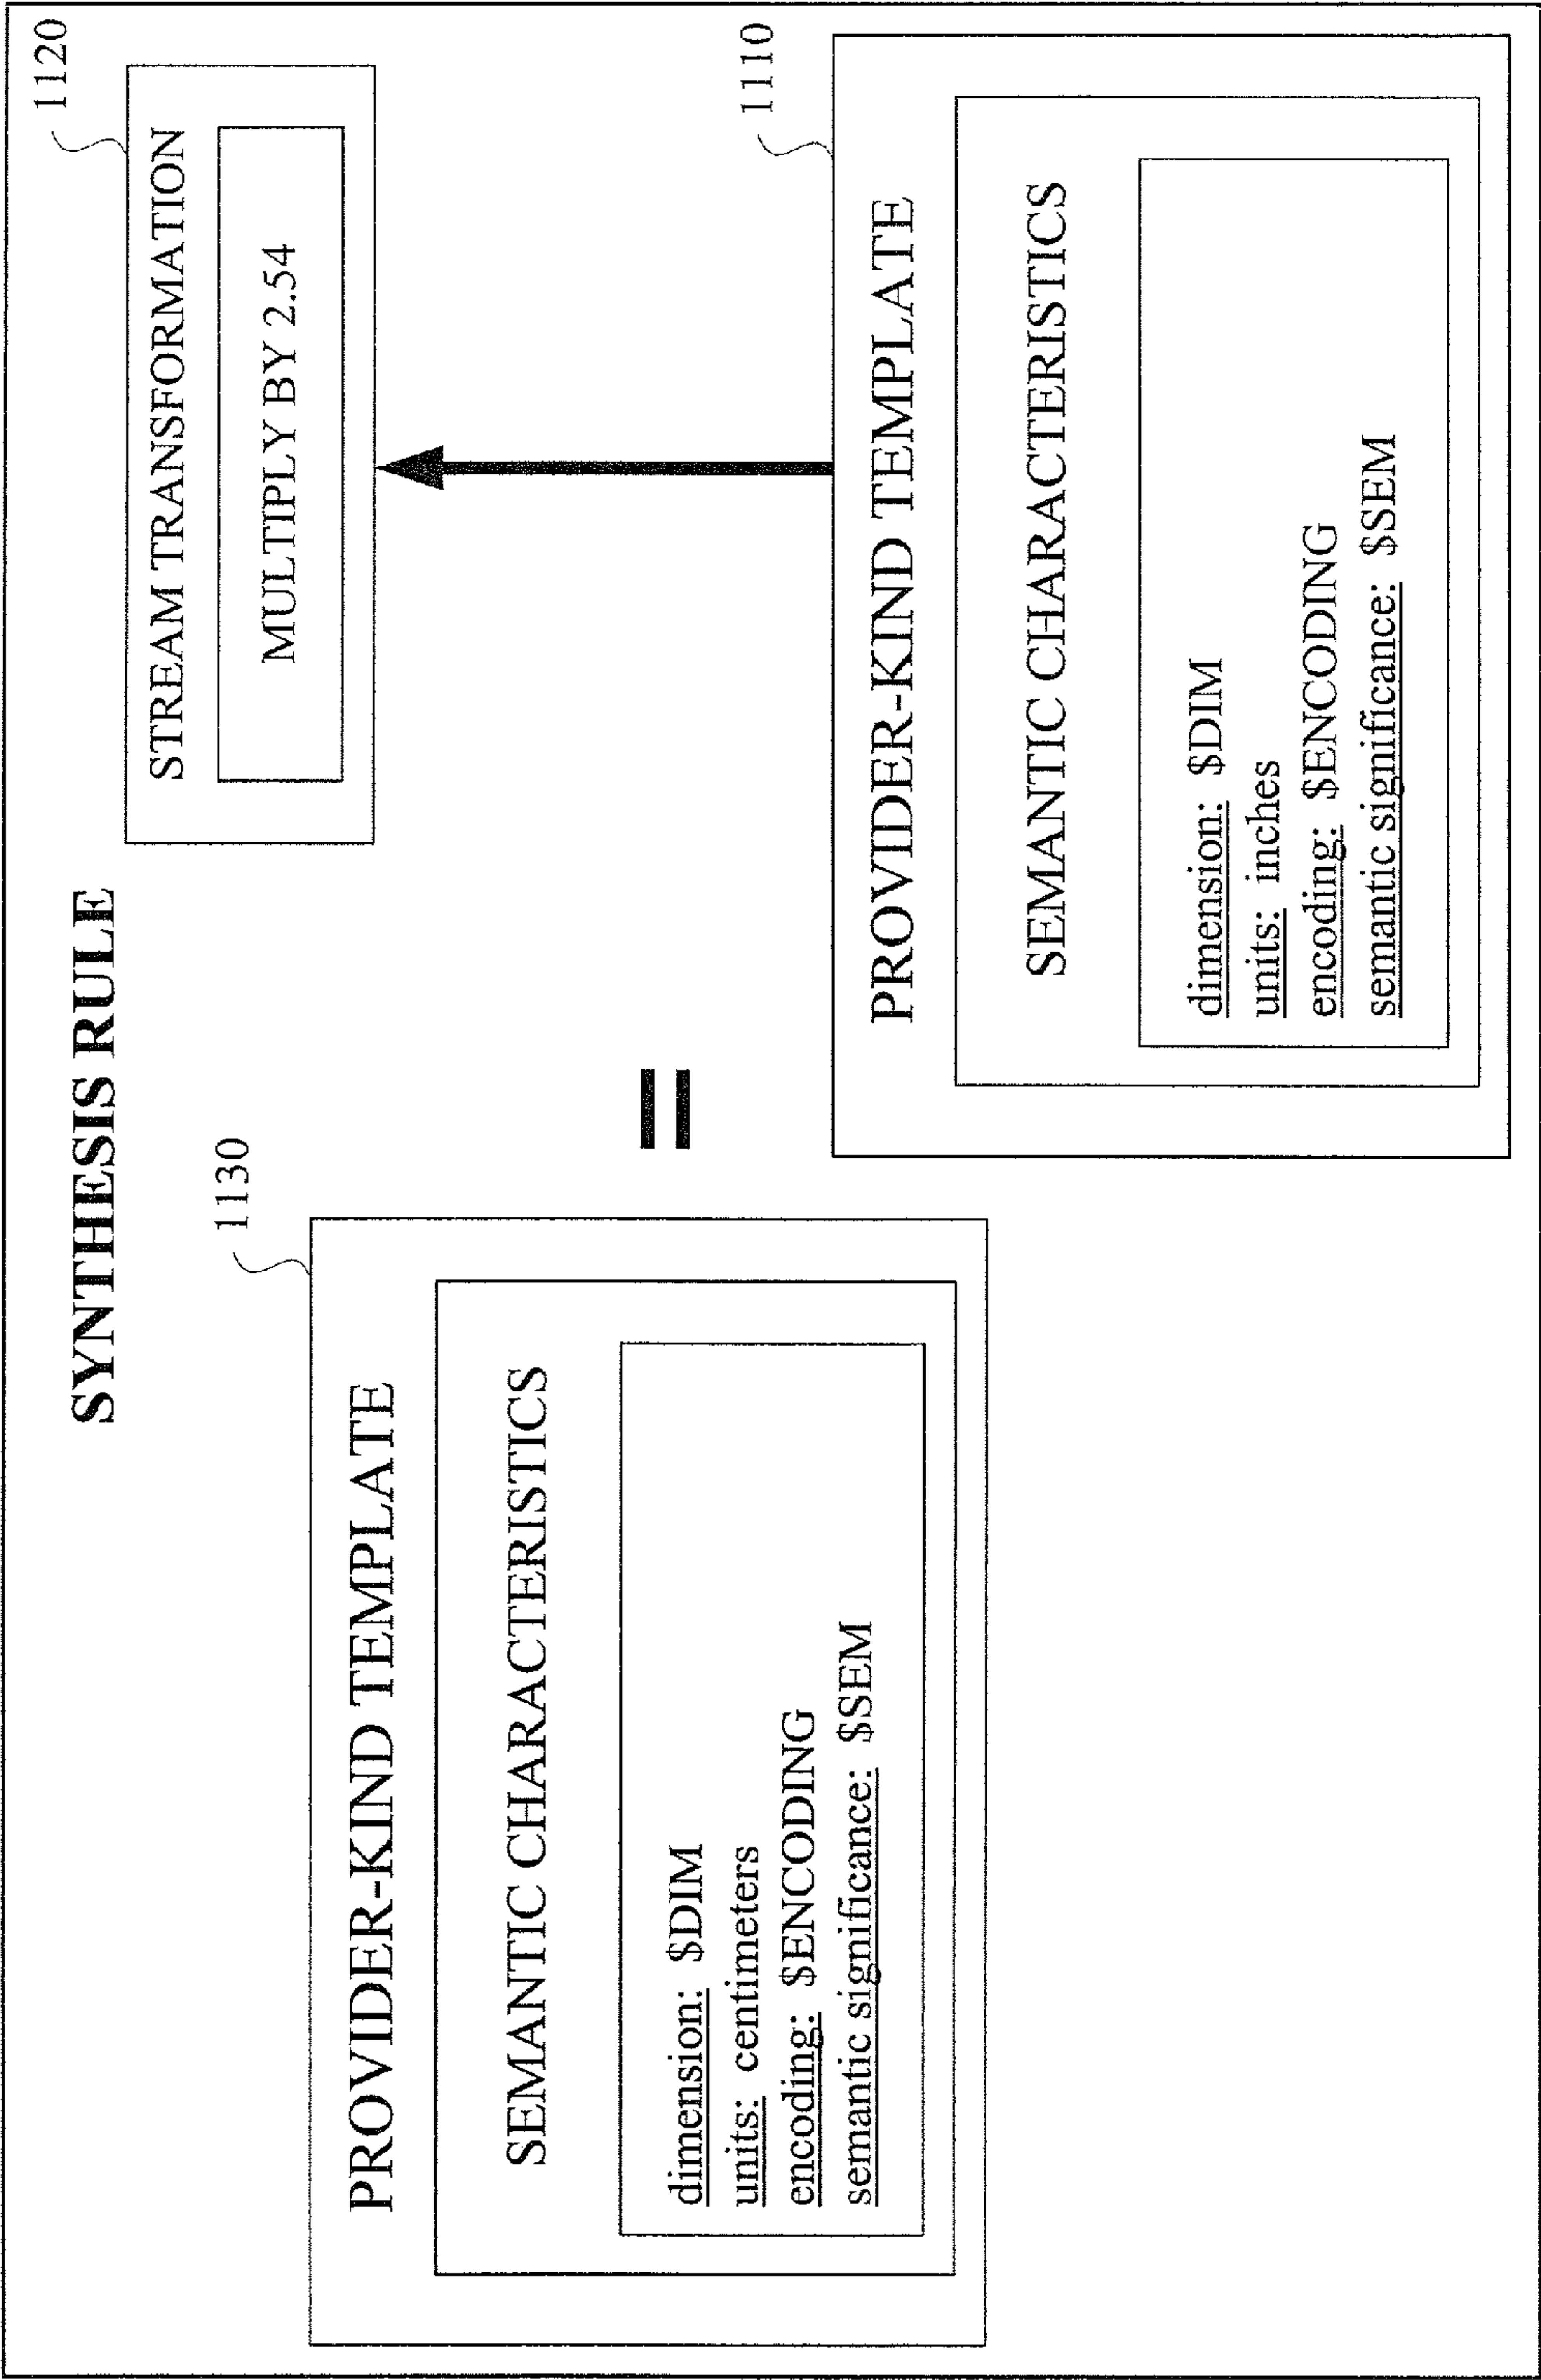 SYNTHESIS RULE
1130
PROVIDER-KIND TEMPLATE
SEMANTIC CHARACTERISTICS
dimension: $DIM
units: centimeters
encoding: $ENCODING
semantic significance: $SEM
=
1120
STREAM TRANSFORMATION
MULTIPLY BY 2.54
1110
PROVIDER-KIND TEMPLATE
SEMANTIC CHARACTERISTICS
dimension: $DIM
units: inches
encoding: $ENCODING
semantic significance: $SEM